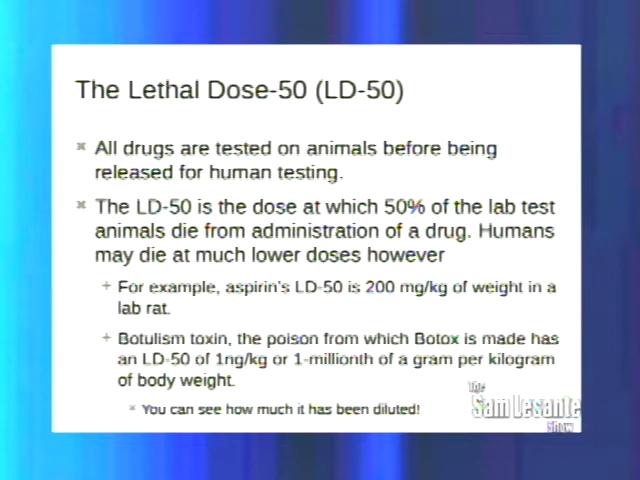 The Lethal Dose-50 (LD-50)
All drugs are tested on animals before being
released for human testing.
The LD-50 is the dose at which 50% of the lab test
animals die from administration of a drug. Humans
may die at much lower doses however
For example, aspirin's LD-50 is 200 mg/kg of weight in a
lab rat.
Botulism toxin, the poison from which Botox is made has
an LD-50 of 1ng/kg or 1-millionth of a gram per kilogram
of body weight.
You can see how much it has been diluted!
The
Sam Lesante
Show